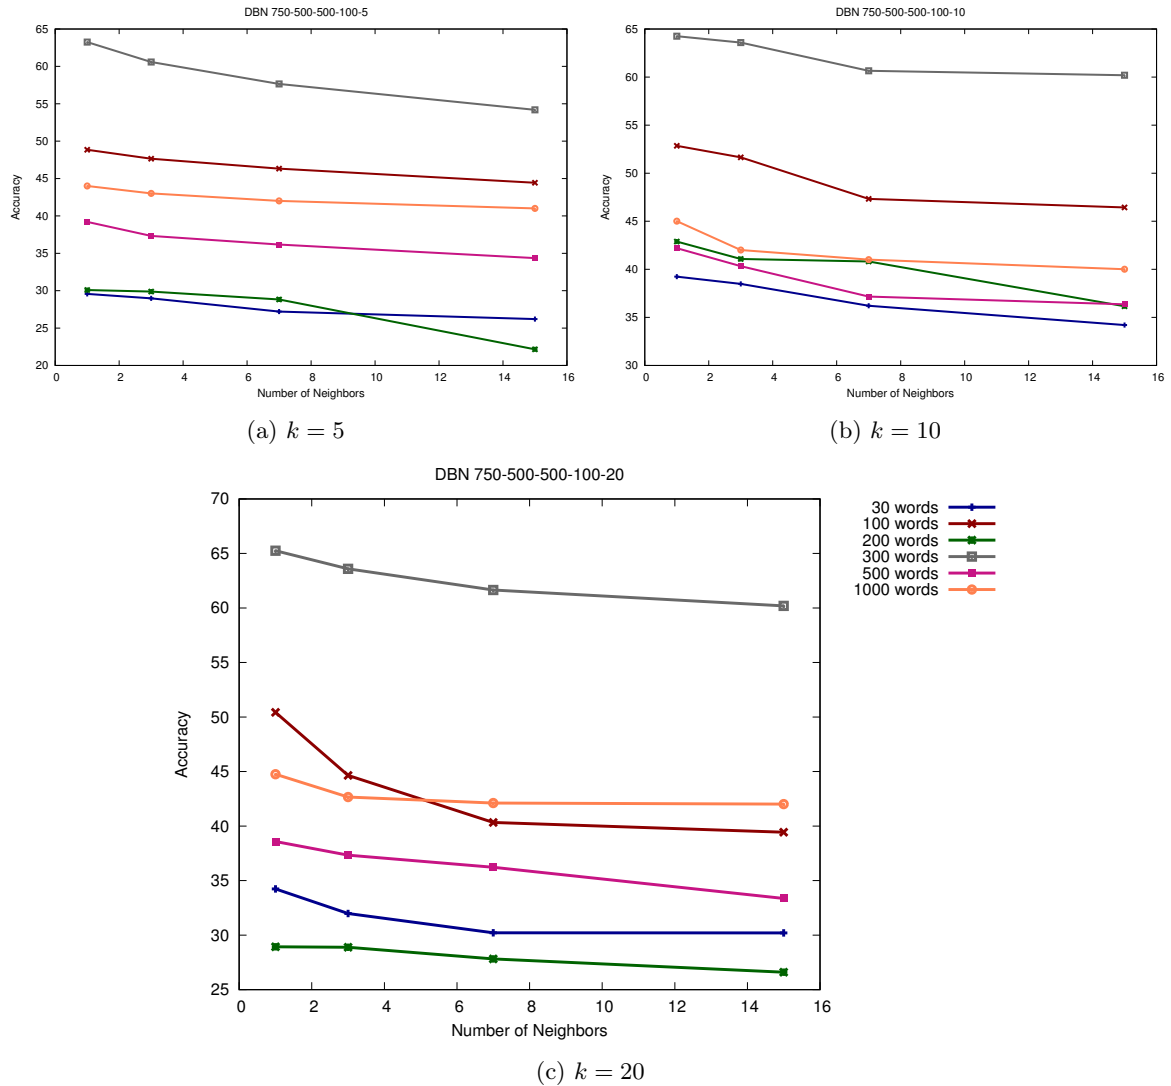 DBN 750-500-500-100-5
65
60
55
50
45
40
35
30
25
20
Accuracy
0 2 4 6 8 10 12 14 16
Number of Neighbors
(a) k = 5
DBN 750-500-500-100-10
65
60
55
50
45
40
35
30
Accuracy
0 2 4 6 8 10 12 14 16
Number of Neighbors
(b) k = 10
DBN 750-500-500-100-20
70
65
60
55
50
45
40
35
30
25
Accuracy
0 2 4 6 8 10 12 14 16
Number of Neighbors
30 words
100 words
200 words
300 words
500 words
1000 words
(c) k = 20